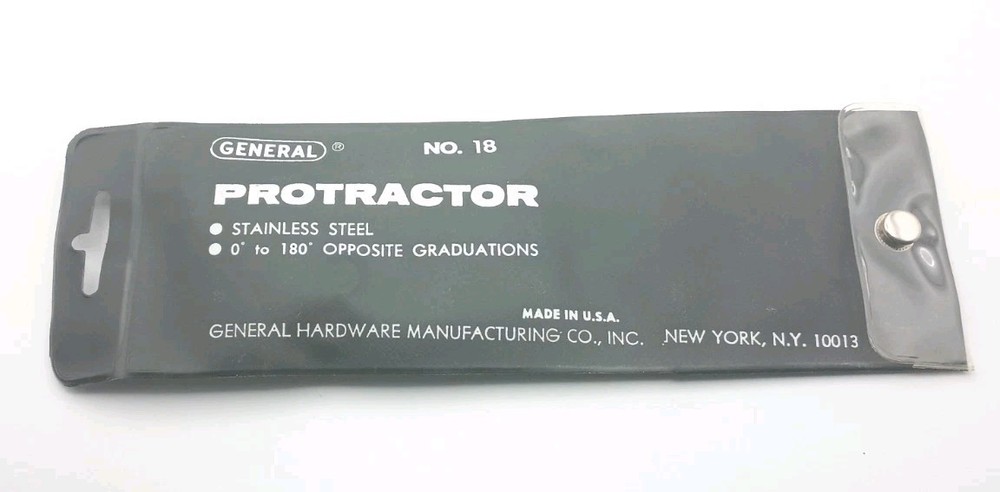 GENERAL ® NO. 18
PROTRACTOR
● STAINLESS STEEL
● 0° to 180° OPPOSITE GRADUATIONS
MADE IN U.S.A.
GENERAL HARDWARE MANUFACTURING CO., INC. NEW YORK, N.Y. 10013